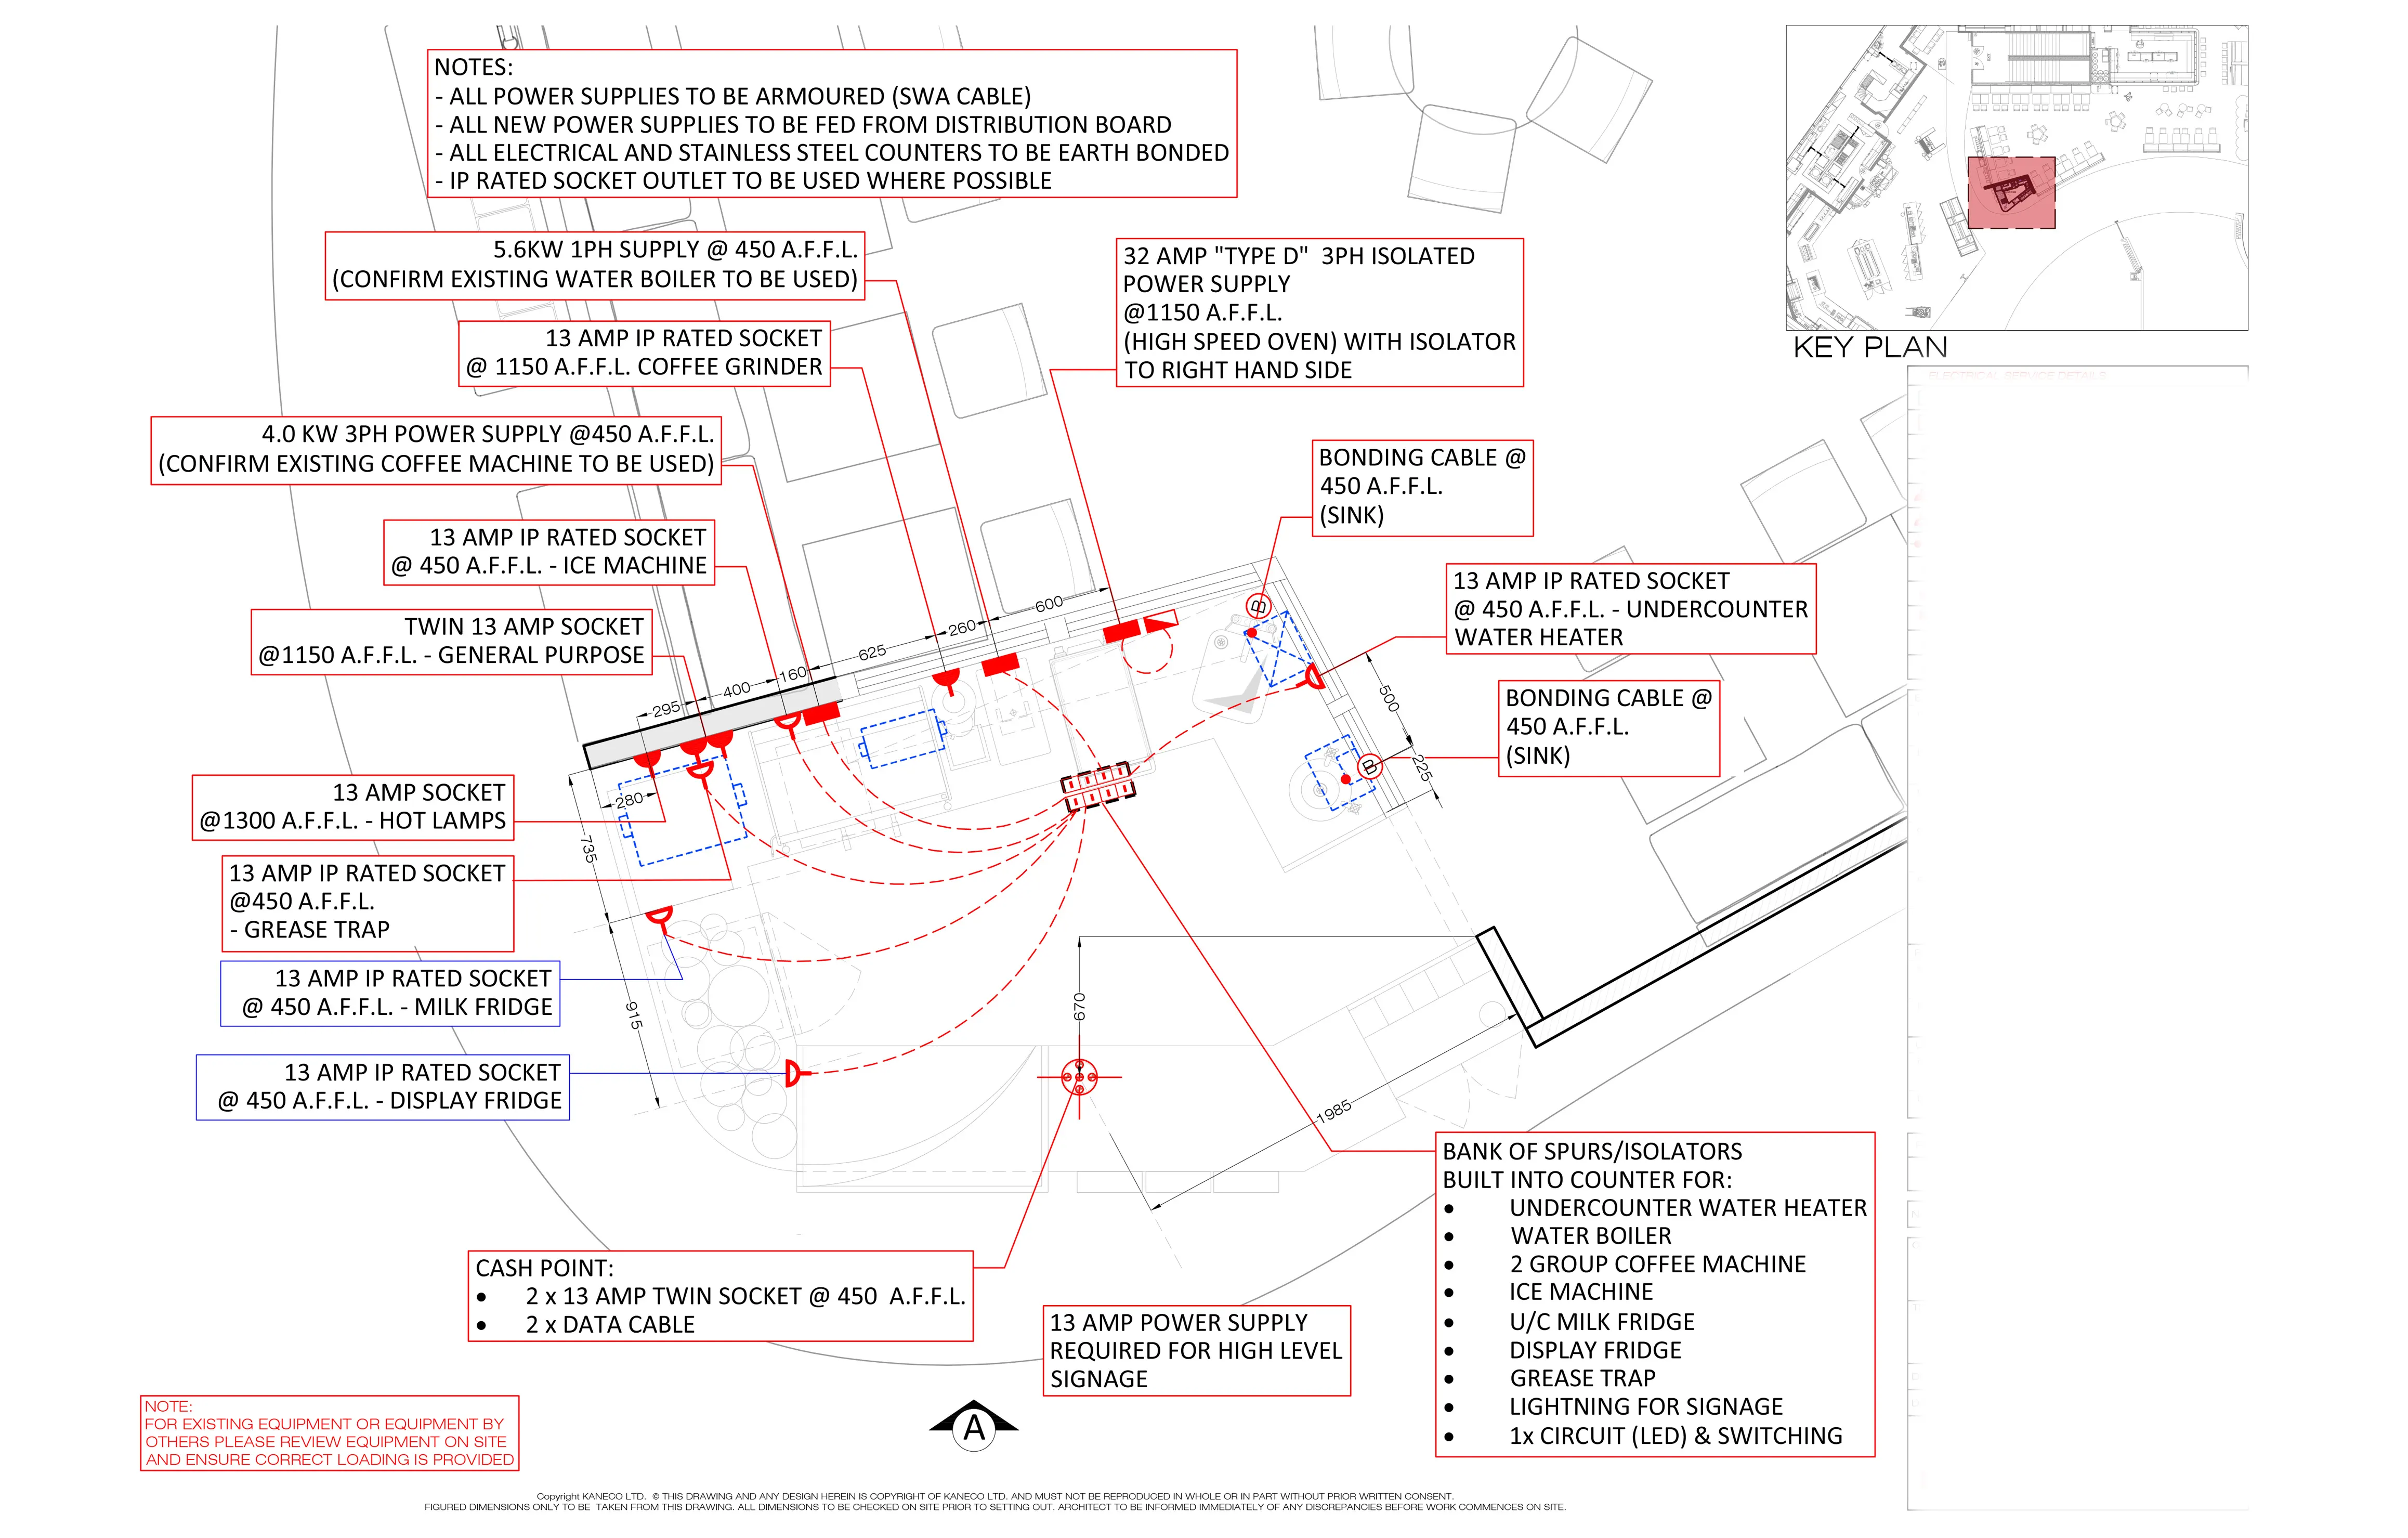 NOTES:
- ALL POWER SUPPLIES TO BE ARMOURED (SWA CABLE)
- ALL NEW POWER SUPPLIES TO BE FED FROM DISTRIBUTION BOARD
- ALL ELECTRICAL AND STAINLESS STEEL COUNTERS TO BE EARTH BONDED
- IP RATED SOCKET OUTLET TO BE USED WHERE POSSIBLE
5.6KW 1PH SUPPLY @ 450 A.F.F.L.
(CONFIRM EXISTING WATER BOILER TO BE USED)
13 AMP IP RATED SOCKET
@ 1150 A.F.F.L. COFFEE GRINDER
4.0 KW 3PH POWER SUPPLY @450 A.F.F.L.
(CONFIRM EXISTING COFFEE MACHINE TO BE USED)
13 AMP IP RATED SOCKET
@ 450 A.F.F.L. - ICE MACHINE
TWIN 13 AMP SOCKET
@1150 A.F.F.L. - GENERAL PURPOSE
13 AMP SOCKET
@1300 A.F.F.L. - HOT LAMPS
13 AMP IP RATED SOCKET
@450 A.F.F.L.
- GREASE TRAP
13 AMP IP RATED SOCKET
@ 450 A.F.F.L. - MILK FRIDGE
13 AMP IP RATED SOCKET
@ 450 A.F.F.L. - DISPLAY FRIDGE
32 AMP "TYPE D" 3PH ISOLATED
POWER SUPPLY
@1150 A.F.F.L.
(HIGH SPEED OVEN) WITH ISOLATOR
TO RIGHT HAND SIDE
BONDING CABLE @
450 A.F.F.L.
(SINK)
13 AMP IP RATED SOCKET
@ 450 A.F.F.L. - UNDERCOUNTER
WATER HEATER
BONDING CABLE @
450 A.F.F.L.
(SINK)
KEY PLAN
ELECTRICAL SERVICE DETAILS
295
400
160
625
260
600
B
500
B
225
280
735
915
670
1985
CASH POINT:
• 2 x 13 AMP TWIN SOCKET @ 450 A.F.F.L.
• 2 x DATA CABLE
13 AMP POWER SUPPLY
REQUIRED FOR HIGH LEVEL
SIGNAGE
BANK OF SPURS/ISOLATORS
BUILT INTO COUNTER FOR:
• UNDERCOUNTER WATER HEATER
• WATER BOILER
• 2 GROUP COFFEE MACHINE
• ICE MACHINE
• U/C MILK FRIDGE
• DISPLAY FRIDGE
• GREASE TRAP
• LIGHTNING FOR SIGNAGE
• 1x CIRCUIT (LED) & SWITCHING
A
NOTE:
FOR EXISTING EQUIPMENT OR EQUIPMENT BY
OTHERS PLEASE REVIEW EQUIPMENT ON SITE
AND ENSURE CORRECT LOADING IS PROVIDED
Copyright KANECO LTD. © THIS DRAWING AND ANY DESIGN HEREIN IS COPYRIGHT OF KANECO LTD. AND MUST NOT BE REPRODUCED IN WHOLE OR IN PART WITHOUT PRIOR WRITTEN CONSENT.
FIGURED DIMENSIONS ONLY TO BE TAKEN FROM THIS DRAWING. ALL DIMENSIONS TO BE CHECKED ON SITE PRIOR TO SETTING OUT. ARCHITECT TO BE INFORMED IMMEDIATELY OF ANY DISCREPANCIES BEFORE WORK COMMENCES ON SITE.